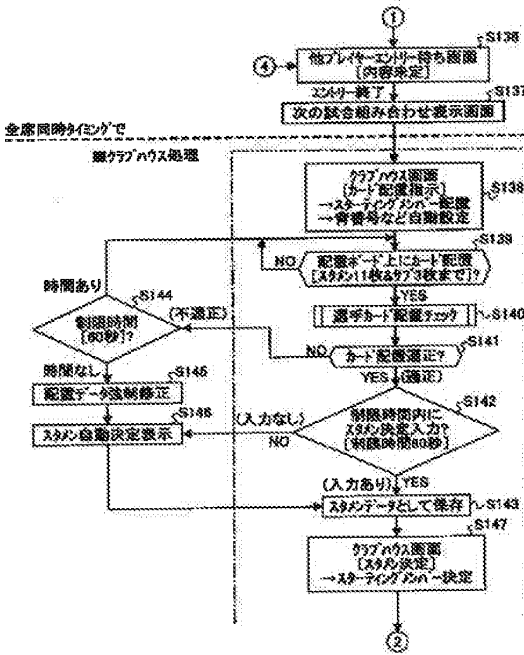 ①
S136
他プレイヤーエントリー待ち画面
[内容未定]
④
エントリー終了
S137
次の試合組み合わせ表示画面
全席同時タイミングで
■クラブハウス処理
クラブハウス画面
[カード配置指示]
→スターティングメンバー配置
→背番号など自動設定
S138
S139
配置ボード上にカード配置
[スタメン11枚&サブ3枚まで]?
NO
YES
選手カード配置チェック
S140
S141
カード配置適正?
NO
(不適正)
YES
(適正)
時間あり
S144
制限時間
[60秒]?
時間なし
S145
配置データ強制修正
S146
スタメン自動決定表示
(入力なし)
NO
S142
制限時間内に
スタメン決定入力?
[制限時間60秒]
(入力あり)
YES
スタメンデータとして保存
S143
S147
クラブハウス画面
[スタメン決定]
→スターティングメンバー決定
②